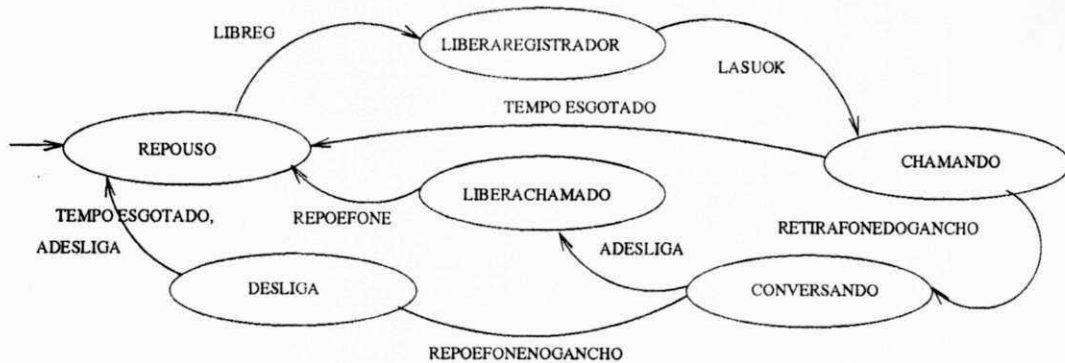 LIBREG
LIBERAREGISTRADOR
LASUOK
TEMPO ESGOTADO
REPOUSO
CHAMANDO
LIBERACHAMADO
REPOEFONE
TEMPO ESGOTADO,
ADESLIGA
RETIRAFONEDOGANCHO
ADESLIGA
DESLIGA
CONVERSANDO
REPOEFONENOGANCHO